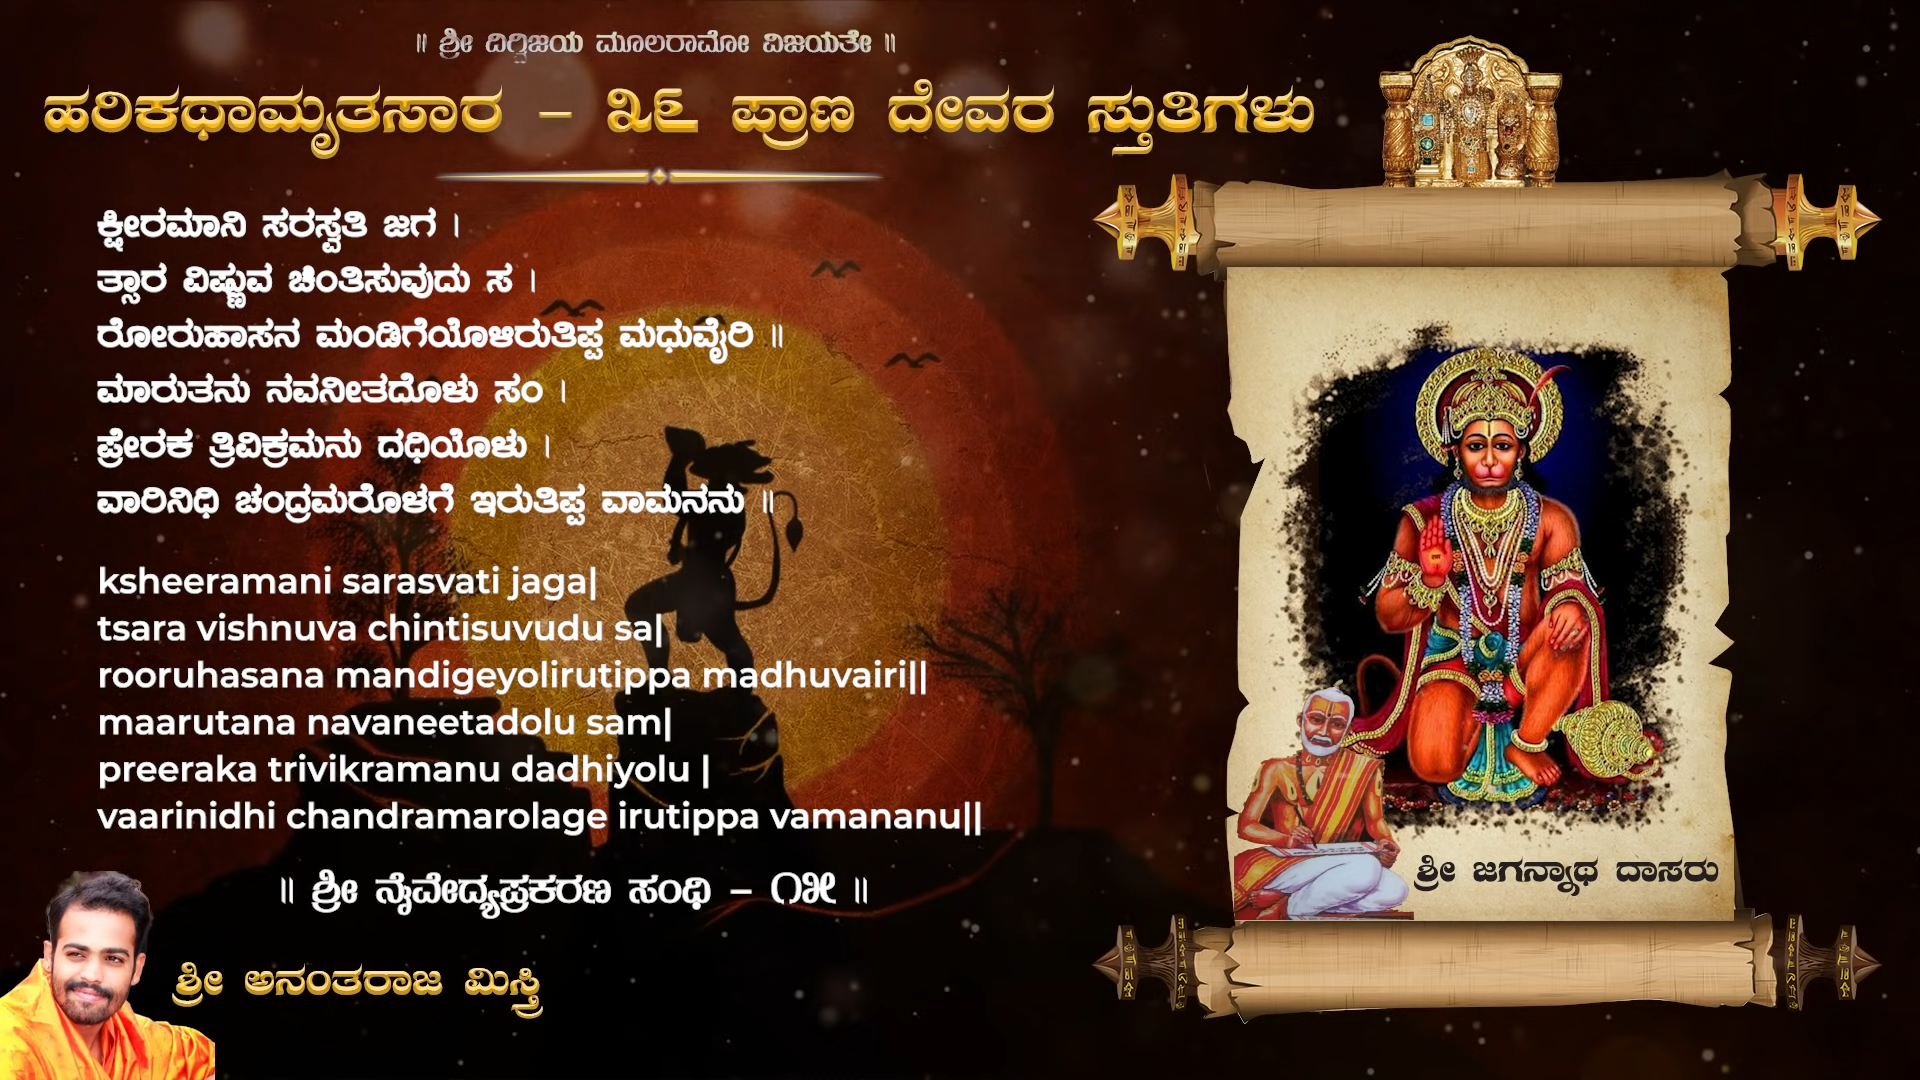 ॥ ಶ್ರೀ ದಿಗ್ವಿಜಯ ಮೂಲರಾಮೋ ವಿಜಯತೇ ॥
ಹರಿಕಥಾಮೃತಸಾರ – ೩೬ ಪ್ರಾಣ ದೇವರ ಸ್ತುತಿಗಳು
ಕ್ಷೀರಮಾನಿ ಸರಸ್ವತಿ ಜಗ ।
ತ್ಸಾರ ವಿಷ್ಣುವ ಚಿಂತಿಸುವುದು ಸ ।
ರೋರುಹಾಸನ ಮಂಡಿಗೆಯೊಳಿರುತಿಪ್ಪ ಮಧುವೈರಿ ॥
ಮಾರುತನು ನವನೀತದೊಳು ಸಂ ।
ಪ್ರೇರಕ ತ್ರಿವಿಕ್ರಮನು ದಧಿಯೊಳು ।
ವಾರಿನಿಧಿ ಚಂದ್ರಮರೊಳಗೆ ಇರುತಿಪ್ಪ ವಾಮನನು ॥
ksheeramani sarasvati jaga|
tsara vishnuva chintisuvudu sa|
rooruhasana mandigeyolirutippa madhuvairi||
maarutana navaneetadolu sam|
preeraka trivikramanu dadhiyolu |
vaarinidhi chandramarolage irutippa vamananu||
॥ ಶ್ರೀ ನೈವೇದ್ಯಪ್ರಕರಣ ಸಂಧಿ – ೧೫ ॥
ಶ್ರೀ ಜಗನ್ನಾಥ ದಾಸರು
ಶ್ರೀ ಅನಂತರಾಜ ಮಿಸ್ತ್ರಿ